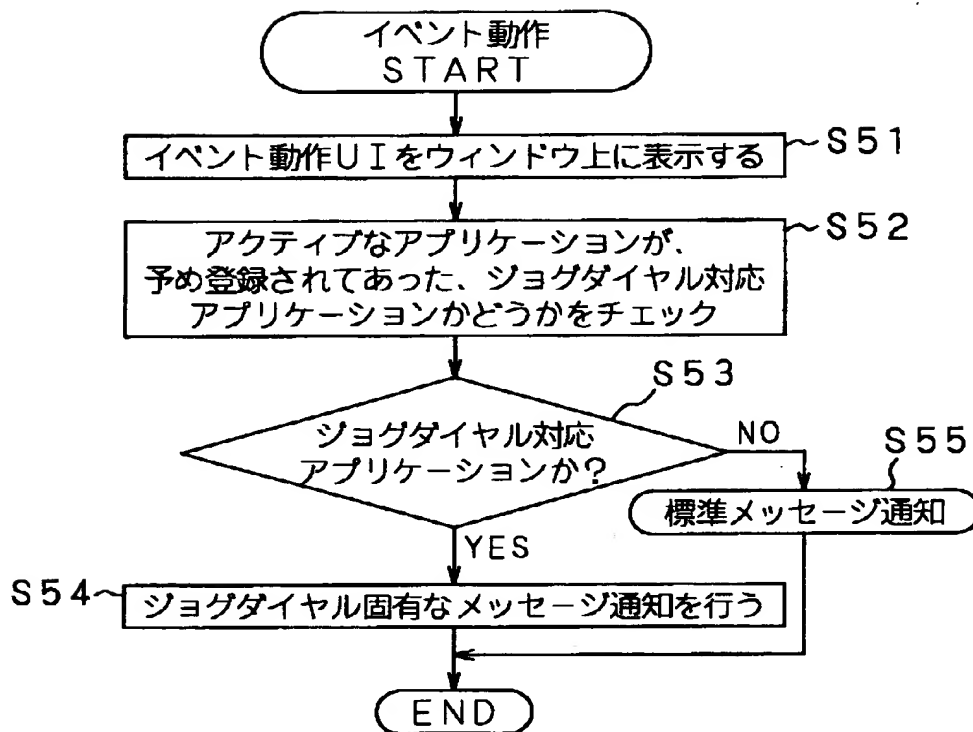 イベント動作
START
イベント動作UIをウィンドウ上に表示する
S51
アクティブなアプリケーションが、
予め登録されてあった、ジョグダイヤル対応
アプリケーションかどうかをチェック
S52
S53
ジョグダイヤル対応
アプリケーションか?
NO
S55
標準メッセージ通知
YES
S54
ジョグダイヤル固有なメッセージ通知を行う
END